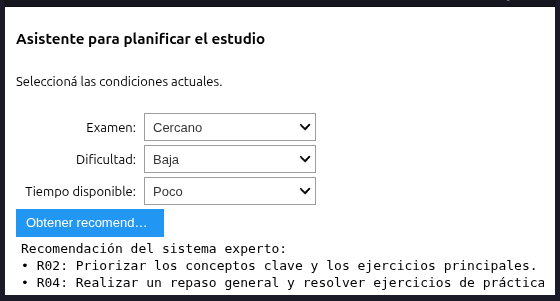 Asistente para planificar el estudio
Seleccioná las condiciones actuales.
Examen: Cercano
Dificultad: Baja
Tiempo disponible: Poco
Obtener recomend…
Recomendación del sistema experto:
• R02: Priorizar los conceptos clave y los ejercicios principales.
• R04: Realizar un repaso general y resolver ejercicios de práctica